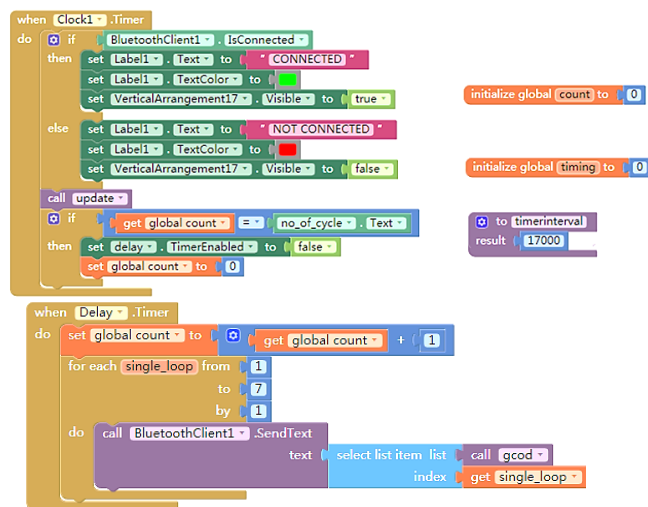 when Clock1 .Timer
do if BluetoothClient1 . IsConnected
then set Label1 . Text to " CONNECTED "
set Label1 . TextColor to
set VerticalArrangement17 . Visible to true
else set Label1 . Text to " NOT CONNECTED "
set Label1 . TextColor to
set VerticalArrangement17 . Visible to false
call update
if get global count = no_of_cycle . Text
then set delay . TimerEnabled to false
set global count to 0
initialize global count to 0
initialize global timing to 0
to timerinterval
result 17000
when Delay .Timer
do set global count to get global count + 1
for each single_loop from 1
to 7
by 1
do call BluetoothClient1 .SendText
text select list item list call gcod
index get single_loop